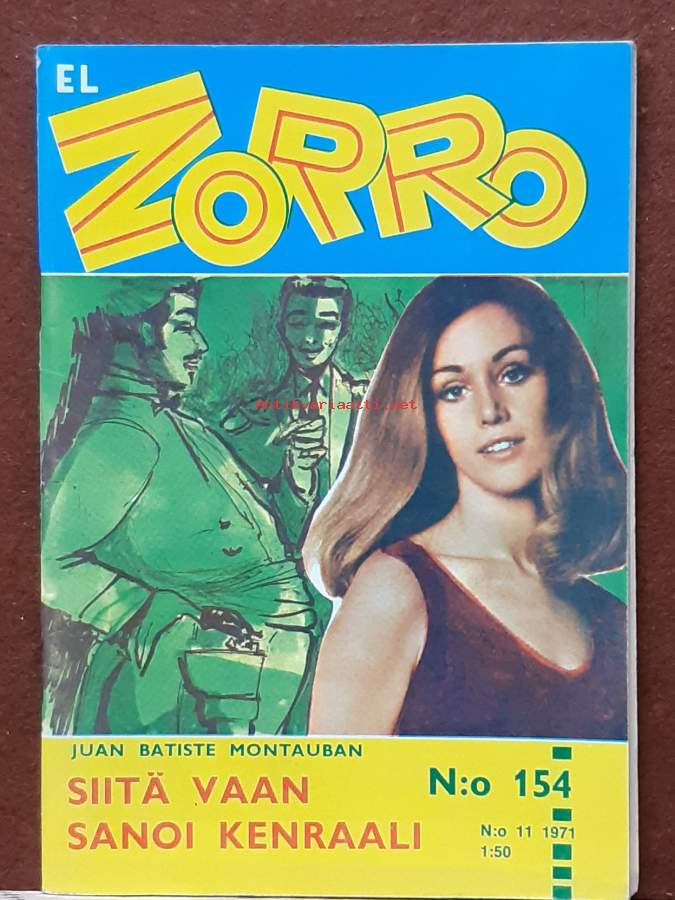 EL
ZORRO
Antikvariaatti.net
JUAN BATISTE MONTAUBAN
SIITÄ VAAN
SANOI KENRAALI
N:o 154
N:o 11 1971
1:50